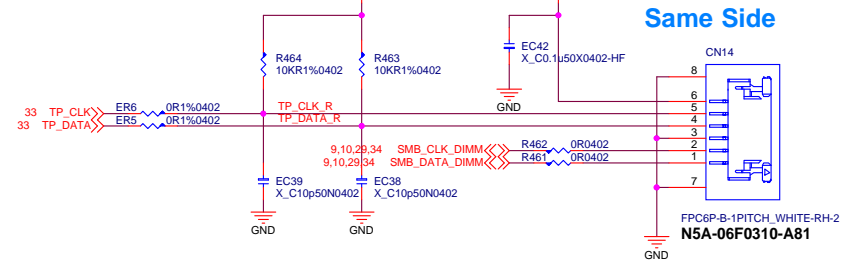 Same Side
CN14
EC42
X_C0.1u50X0402-HF
GND
R464
10KR1%0402
R463
10KR1%0402
8
6
5
4
3
2
1
7
33 TP_CLK
ER6
0R1%0402
TP_CLK_R
33 TP_DATA
ER5
0R1%0402
TP_DATA_R
9,10,29,34 SMB_CLK_DIMM
R462
0R0402
9,10,29,34 SMB_DATA_DIMM
R461
0R0402
EC39
X_C10p50N0402
EC38
X_C10p50N0402
GND
GND
GND
FPC6P-B-1PITCH_WHITE-RH-2
N5A-06F0310-A81